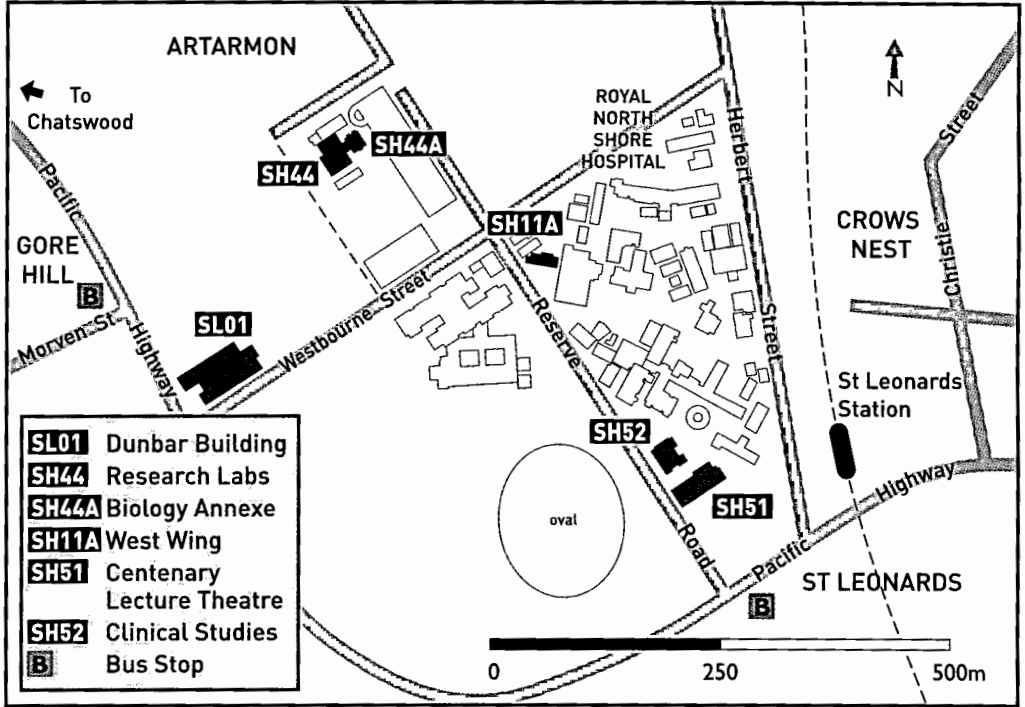 ARTARMON
To
Chatswood
ROYAL
NORTH
SHORE
HOSPITAL
N
Pacific
Highway
Herbert
Street
Street
Christie
SH44A
SH44
SH11A
CROWS
NEST
GORE
HILL
B
Morven St
SL01
Westbourne Street
Reserve
Road
St Leonards
Station
SH52
SH51
oval
Pacific
Highway
ST LEONARDS
B
SL01 Dunbar Building
SH44 Research Labs
SH44A Biology Annexe
SH11A West Wing
SH51 Centenary
Lecture Theatre
SH52 Clinical Studies
B Bus Stop
0 250 500m